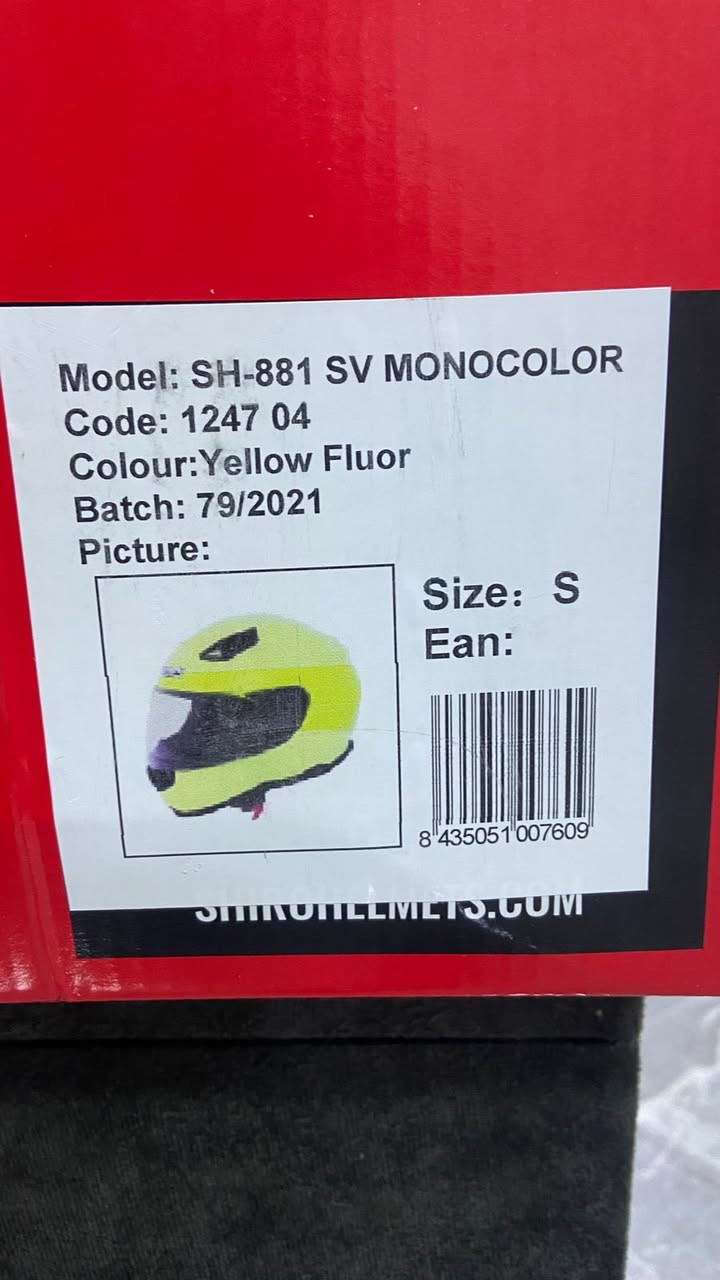 Model: SH-881 SV MONOCOLOR
Code: 1247 04
Colour:Yellow Fluor
Batch: 79/2021
Picture:
Size: S
Ean:
8 435051 007609
SHIROHELMETS.COM